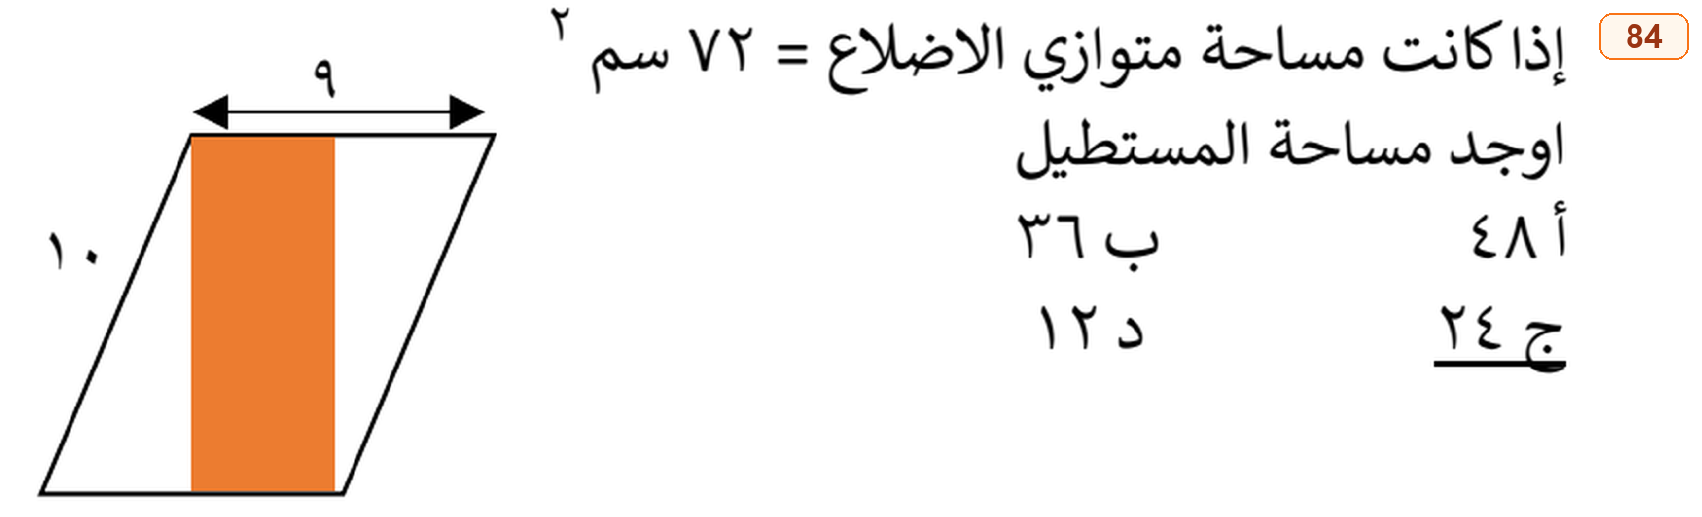 84
إذا كانت مساحة متوازي الاضلاع = ٧٢ سم ٢
اوجد مساحة المستطيل
أ ٤٨ ب ٣٦
ج ٢٤ د ١٢
٩
١٠